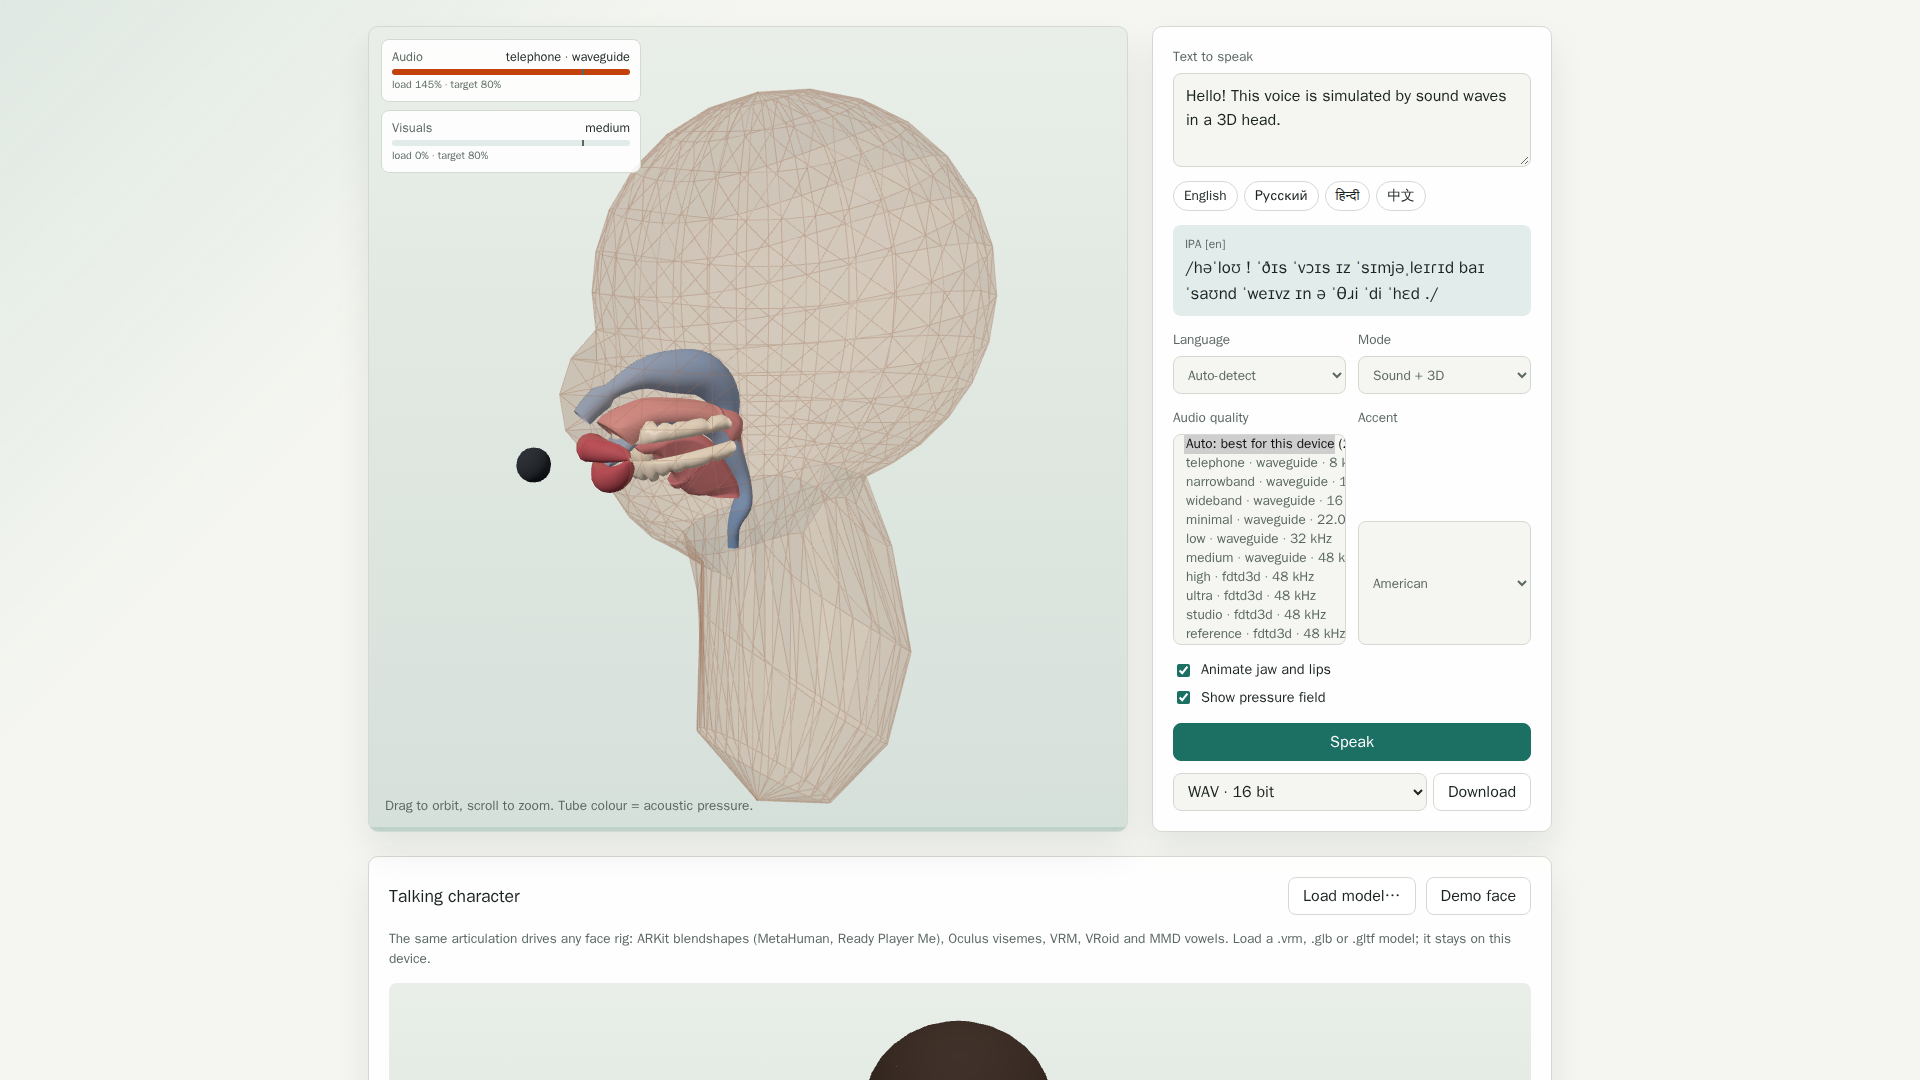 Audio telephone · waveguide
load 145% · target 80%
Visuals medium
load 0% · target 80%
Drag to orbit, scroll to zoom. Tube colour = acoustic pressure.
Text to speak
Hello! This voice is simulated by sound waves
in a 3D head.
English Русский हिन्दी 中文
IPA [en]
/həˈloʊ ! ˈðɪs ˈvɔɪs ɪz ˈsɪmjəˌleɪɾɪd baɪ
ˈsaʊnd ˈweɪvz ɪn ə ˈθɹi ˈdi ˈhɛd ./
Language Mode
Auto-detect Sound + 3D
Audio quality Accent
Auto: best for this device (
telephone · waveguide · 8 k
narrowband · waveguide · 1
wideband · waveguide · 16
minimal · waveguide · 22.0
low · waveguide · 32 kHz
medium · waveguide · 48 k
high · fdtd3d · 48 kHz
ultra · fdtd3d · 48 kHz
studio · fdtd3d · 48 kHz
reference · fdtd3d · 48 kHz
American
Animate jaw and lips
Show pressure field
Speak
WAV · 16 bit Download
Talking character
Load model… Demo face
The same articulation drives any face rig: ARKit blendshapes (MetaHuman, Ready Player Me), Oculus visemes, VRM, VRoid and MMD vowels. Load a .vrm, .glb or .gltf model; it stays on this
device.